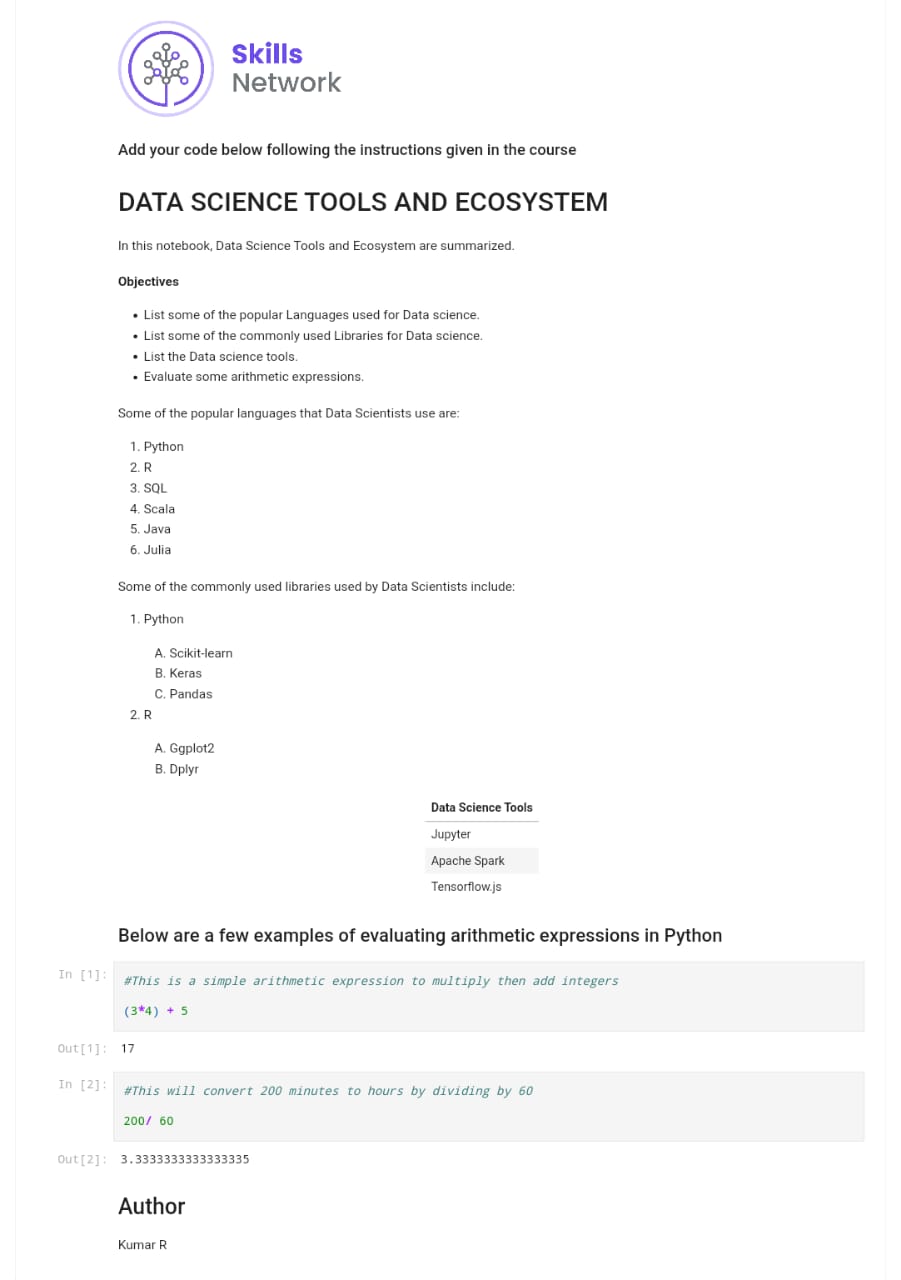 Skills
Network
Add your code below following the instructions given in the course
DATA SCIENCE TOOLS AND ECOSYSTEM
In this notebook, Data Science Tools and Ecosystem are summarized.
Objectives
• List some of the popular Languages used for Data science.
• List some of the commonly used Libraries for Data science.
• List the Data science tools.
• Evaluate some arithmetic expressions.
Some of the popular languages that Data Scientists use are:
1. Python
2. R
3. SQL
4. Scala
5. Java
6. Julia
Some of the commonly used libraries used by Data Scientists include:
1. Python
A. Scikit-learn
B. Keras
C. Pandas
2. R
A. Ggplot2
B. Dplyr
Data Science Tools
Jupyter
Apache Spark
Tensorflow.js
Below are a few examples of evaluating arithmetic expressions in Python
In [1]: #This is a simple arithmetic expression to multiply then add integers
(3*4) + 5
Out[1]: 17
In [2]: #This will convert 200 minutes to hours by dividing by 60
200/ 60
Out[2]: 3.3333333333333335
Author
Kumar R